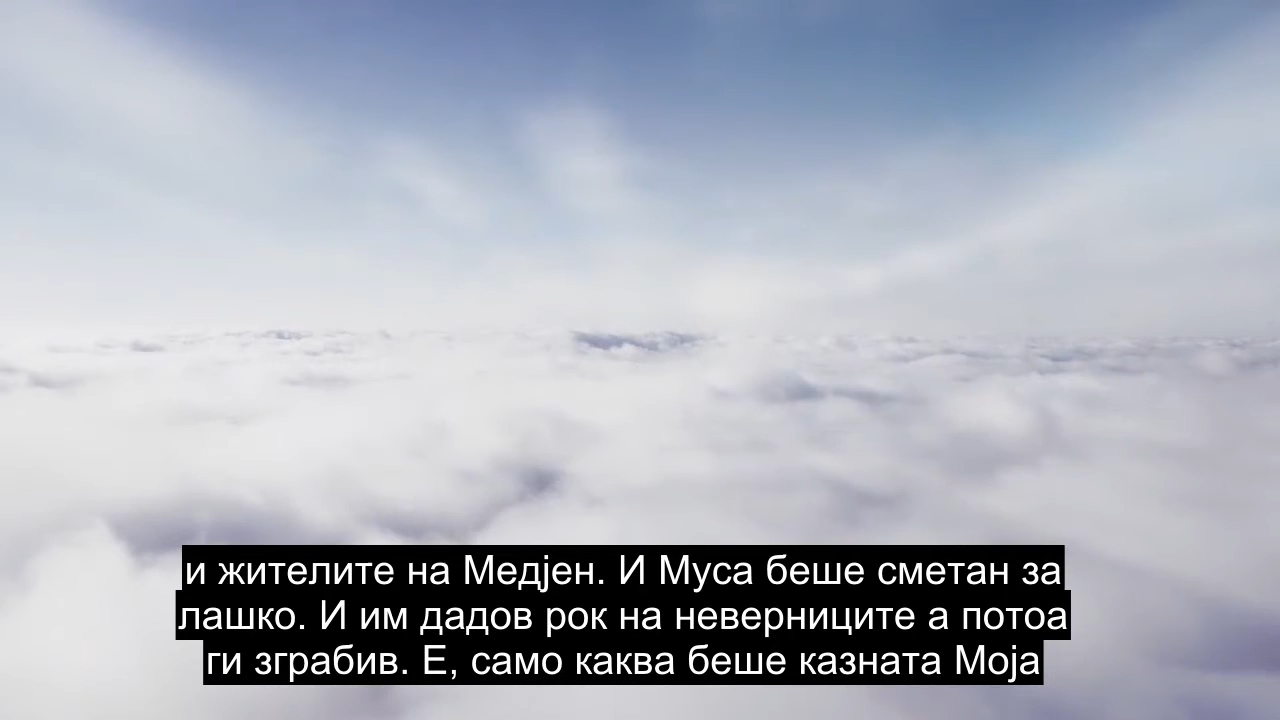 и жителите на Медјен. И Муса беше сметан за
лашко. И им дадов рок на неверниците а потоа
ги зграбив. Е, само каква беше казната Моја